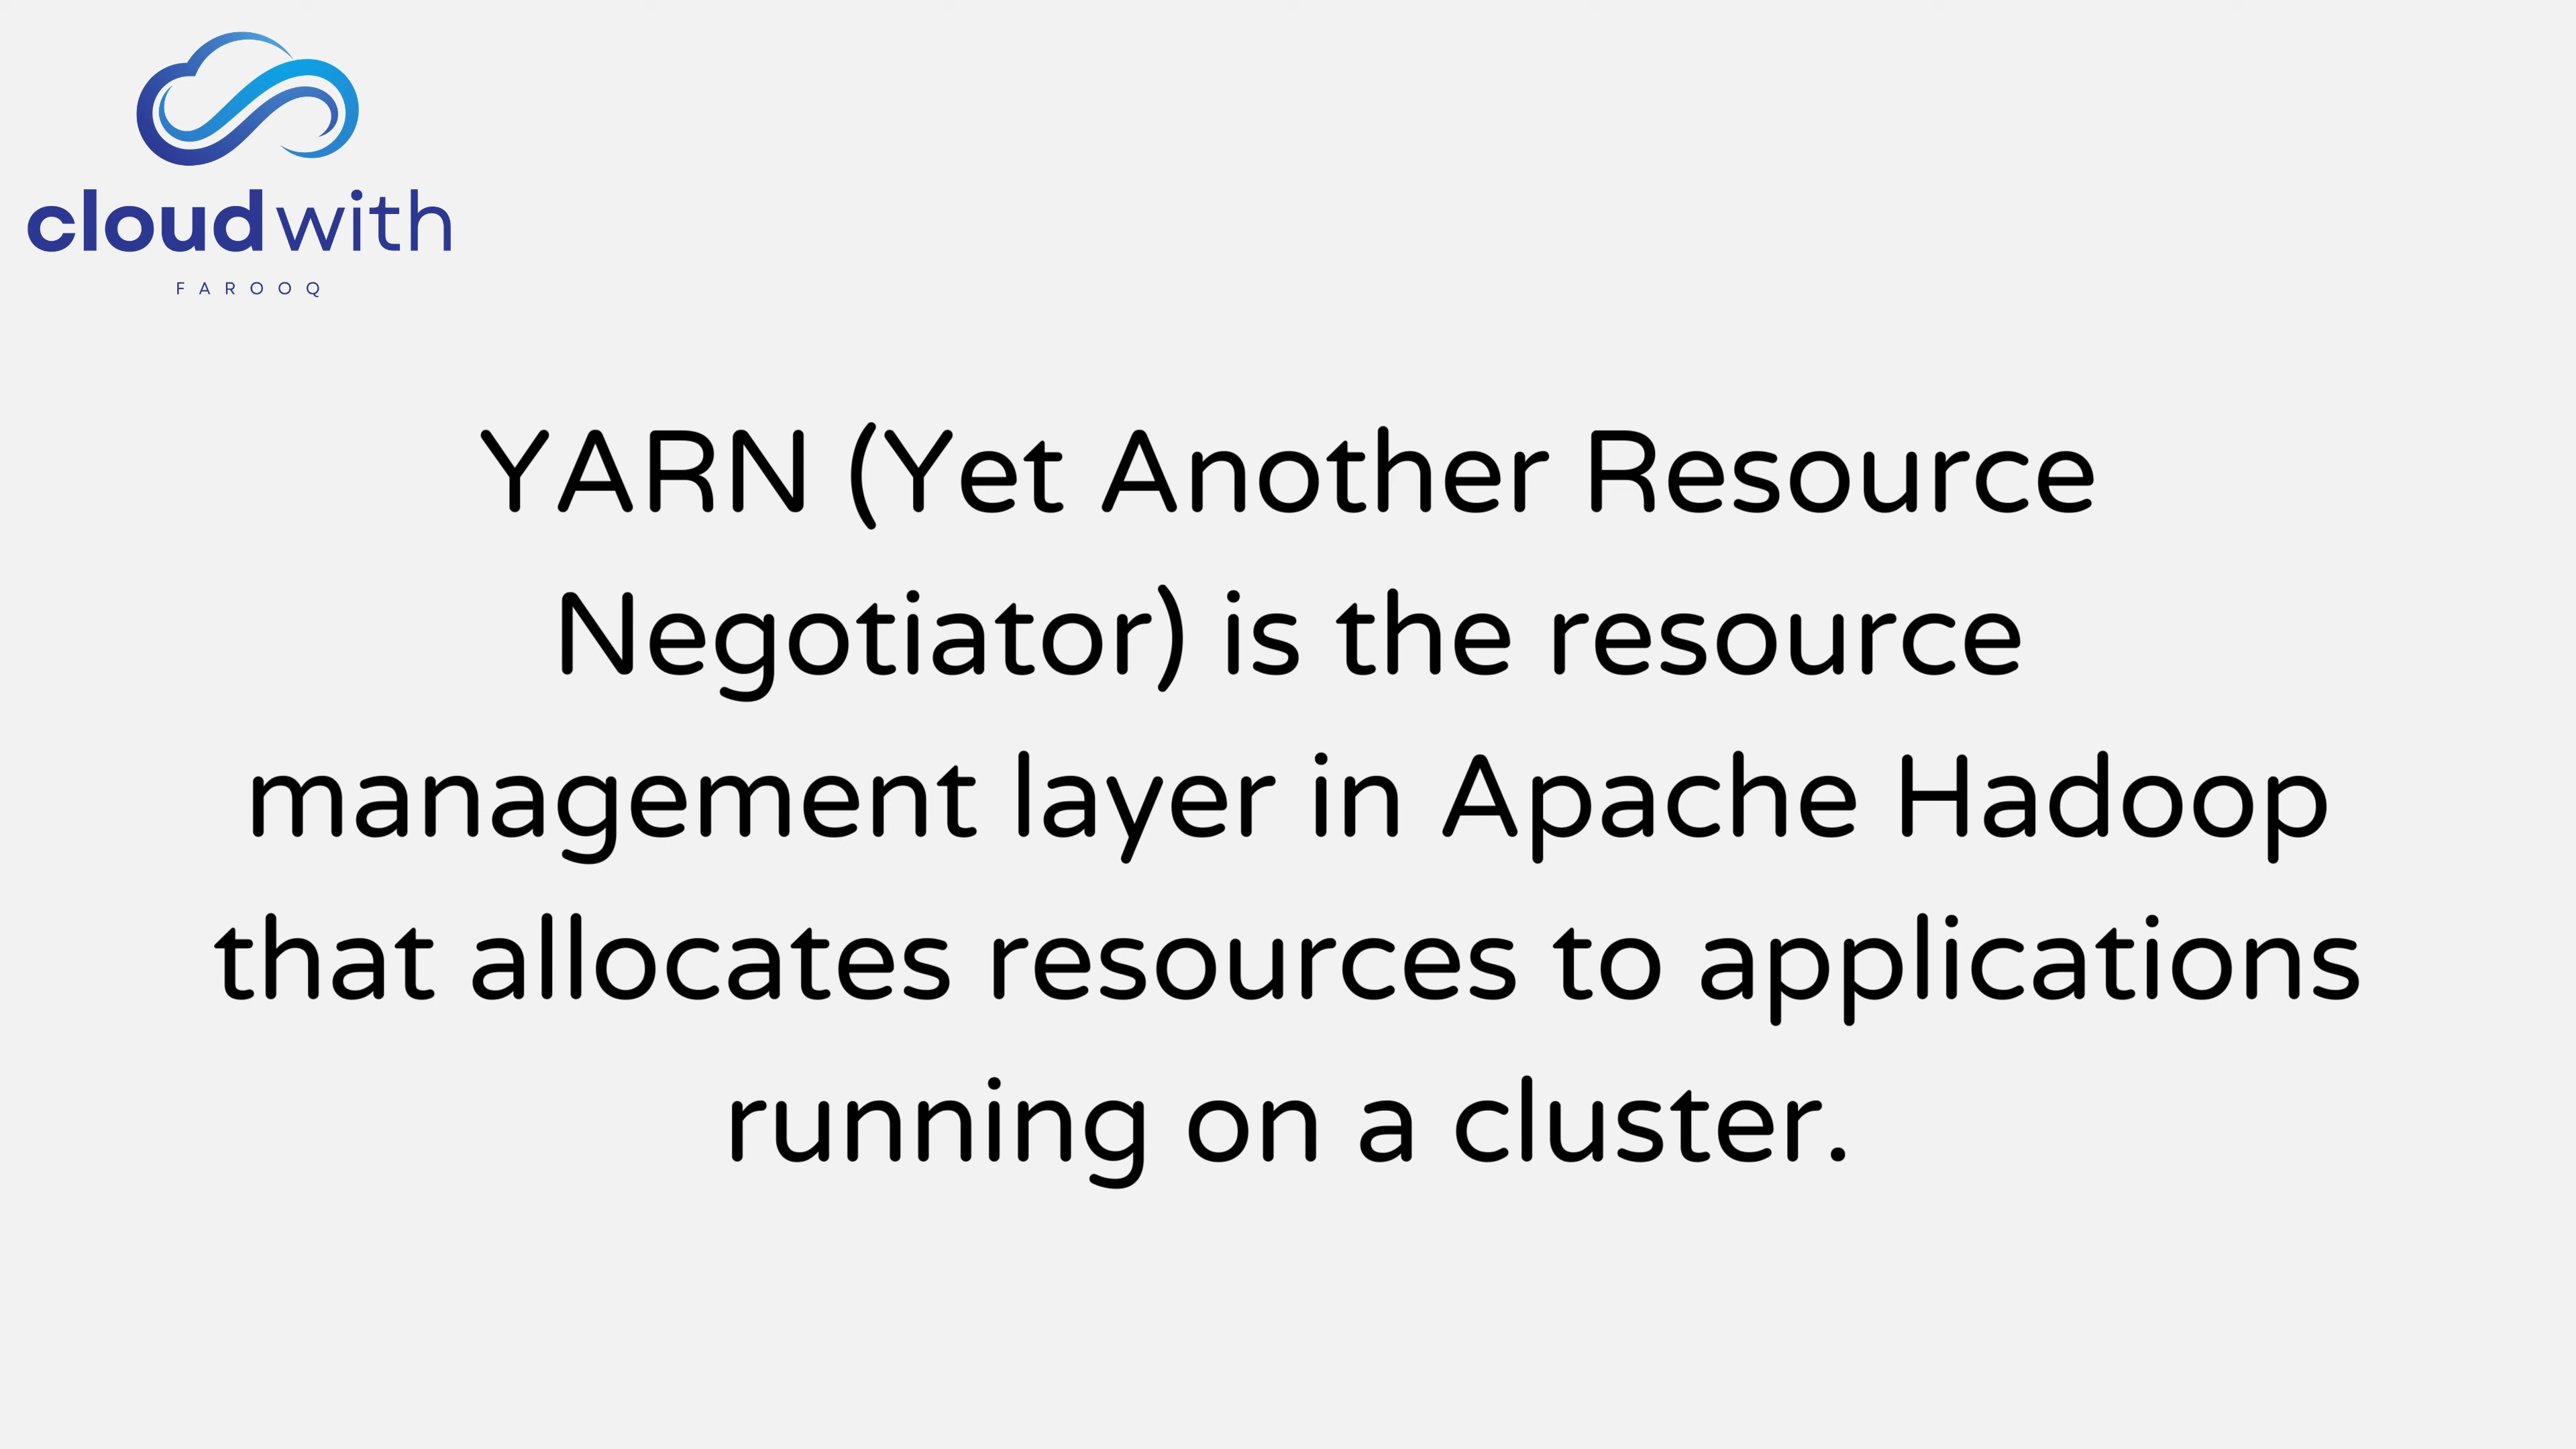 cloud with
FAROOQ
YARN (Yet Another Resource
Negotiator) is the resource
management layer in Apache Hadoop
that allocates resources to applications
running on a cluster.